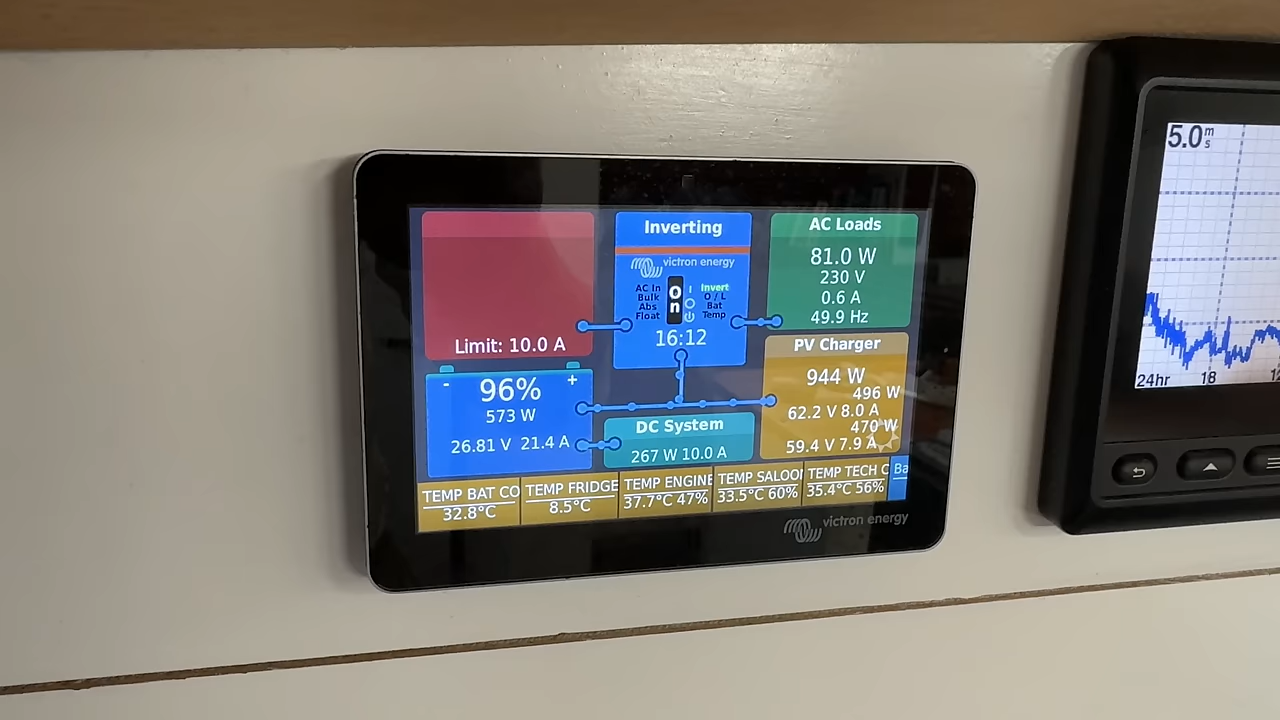 Limit: 10.0 A
Inverting
victron energy
AC In
Bulk
Abs
Float
on
Invert
O / L
Bat
Temp
16:12
AC Loads
81.0 W
230 V
0.6 A
49.9 Hz
PV Charger
944 W
496 W
62.2 V 8.0 A
470 W
59.4 V 7.9 A
- +
96%
573 W
26.81 V 21.4 A
DC System
267 W 10.0 A
TEMP BAT CO
32.8°C
TEMP FRIDGE
8.5°C
TEMP ENGINE
37.7°C 47%
TEMP SALOO
33.5°C 60%
TEMP TECH C
35.4°C 56%
Ba
victron energy
5.0 m s
24hr 18 12